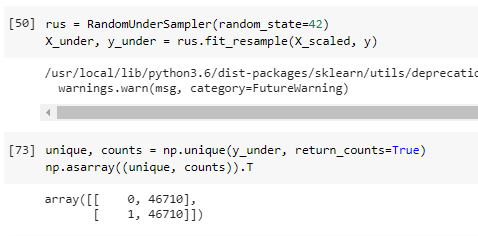 [50] rus = RandomUnderSampler(random_state=42)
X_under, y_under = rus.fit_resample(X_scaled, y)
/usr/local/lib/python3.6/dist-packages/sklearn/utils/deprecatio
warnings.warn(msg, category=FutureWarning)
[73] unique, counts = np.unique(y_under, return_counts=True)
np.asarray((unique, counts)).T
array([[    0, 46710],
[    1, 46710]])